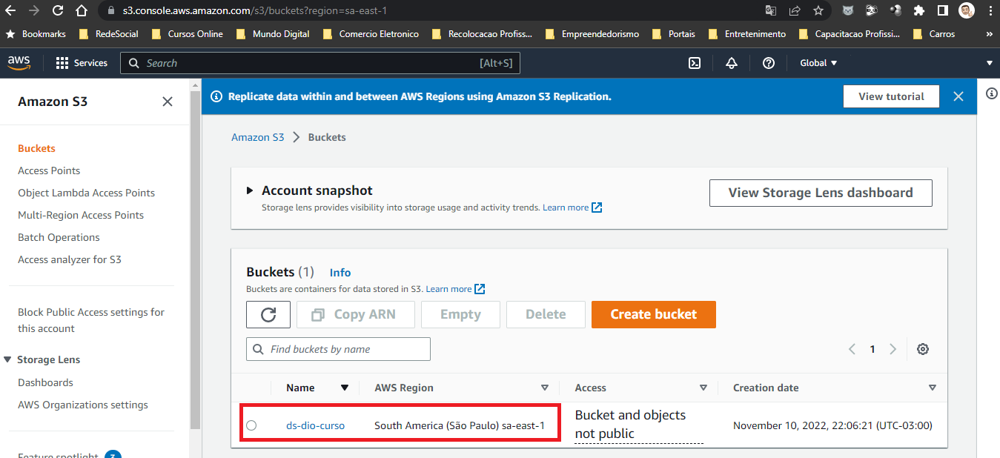 s3.console.aws.amazon.com/s3/buckets?region=sa-east-1
Bookmarks RedeSocial Cursos Online Mundo Digital Comercio Eletronico Recolocacao Profiss... Empreendedorismo Portais Entretenimento Capacitacao Profissi... Carros »
aws Services Search [Alt+S] Global
Amazon S3
Buckets
Access Points
Object Lambda Access Points
Multi-Region Access Points
Batch Operations
Access analyzer for S3
Block Public Access settings for
this account
Storage Lens
Dashboards
AWS Organizations settings
Feature spotlight
Replicate data within and between AWS Regions using Amazon S3 Replication. View tutorial
Amazon S3 > Buckets
Account snapshot
View Storage Lens dashboard
Storage lens provides visibility into storage usage and activity trends. Learn more
Buckets (1) Info
Buckets are containers for data stored in S3. Learn more
Copy ARN Empty Delete Create bucket
Find buckets by name 1
Name AWS Region Access Creation date
ds-dio-curso South America (São Paulo) sa-east-1 Bucket and objects
not public November 10, 2022, 22:06:21 (UTC-03:00)